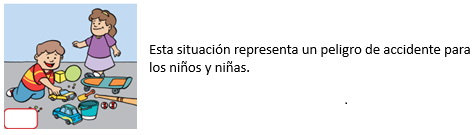 Esta situación representa un peligro de accidente para
los niños y niñas.
.